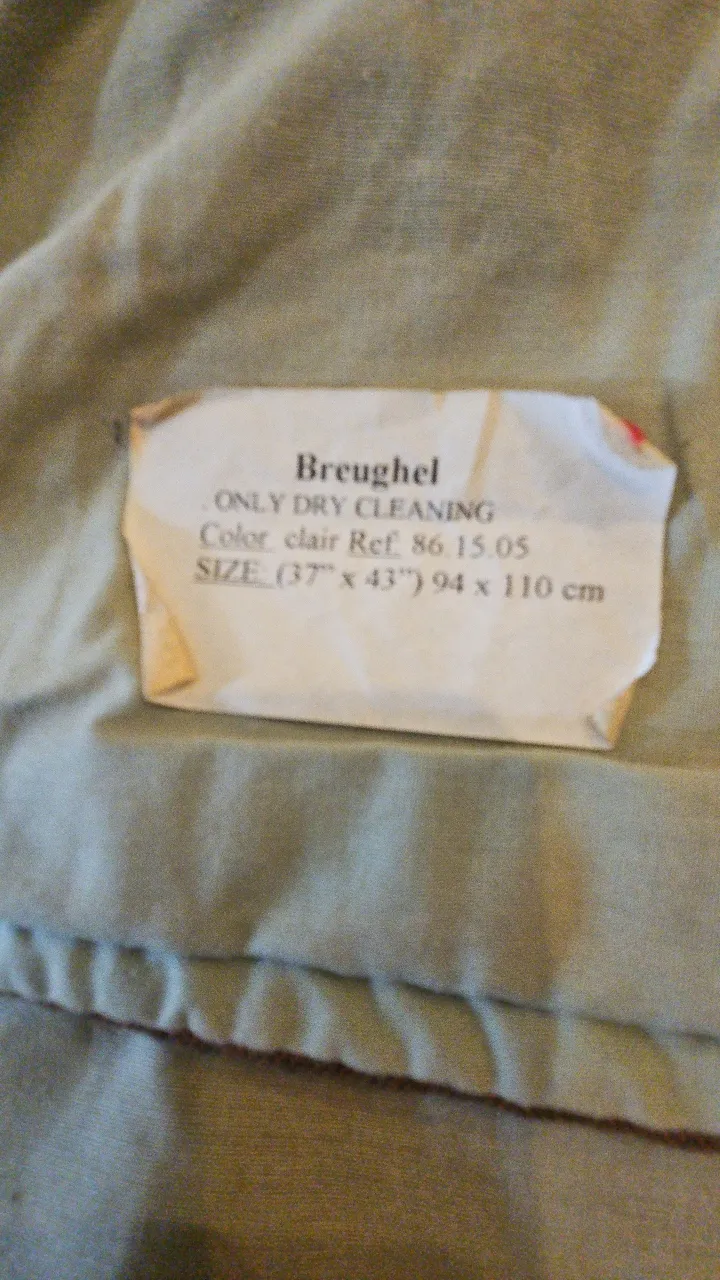 Breughel
ONLY DRY CLEANING
Color clair Ref. 86.15.05
SIZE (37" x 43") 94 x 110 cm